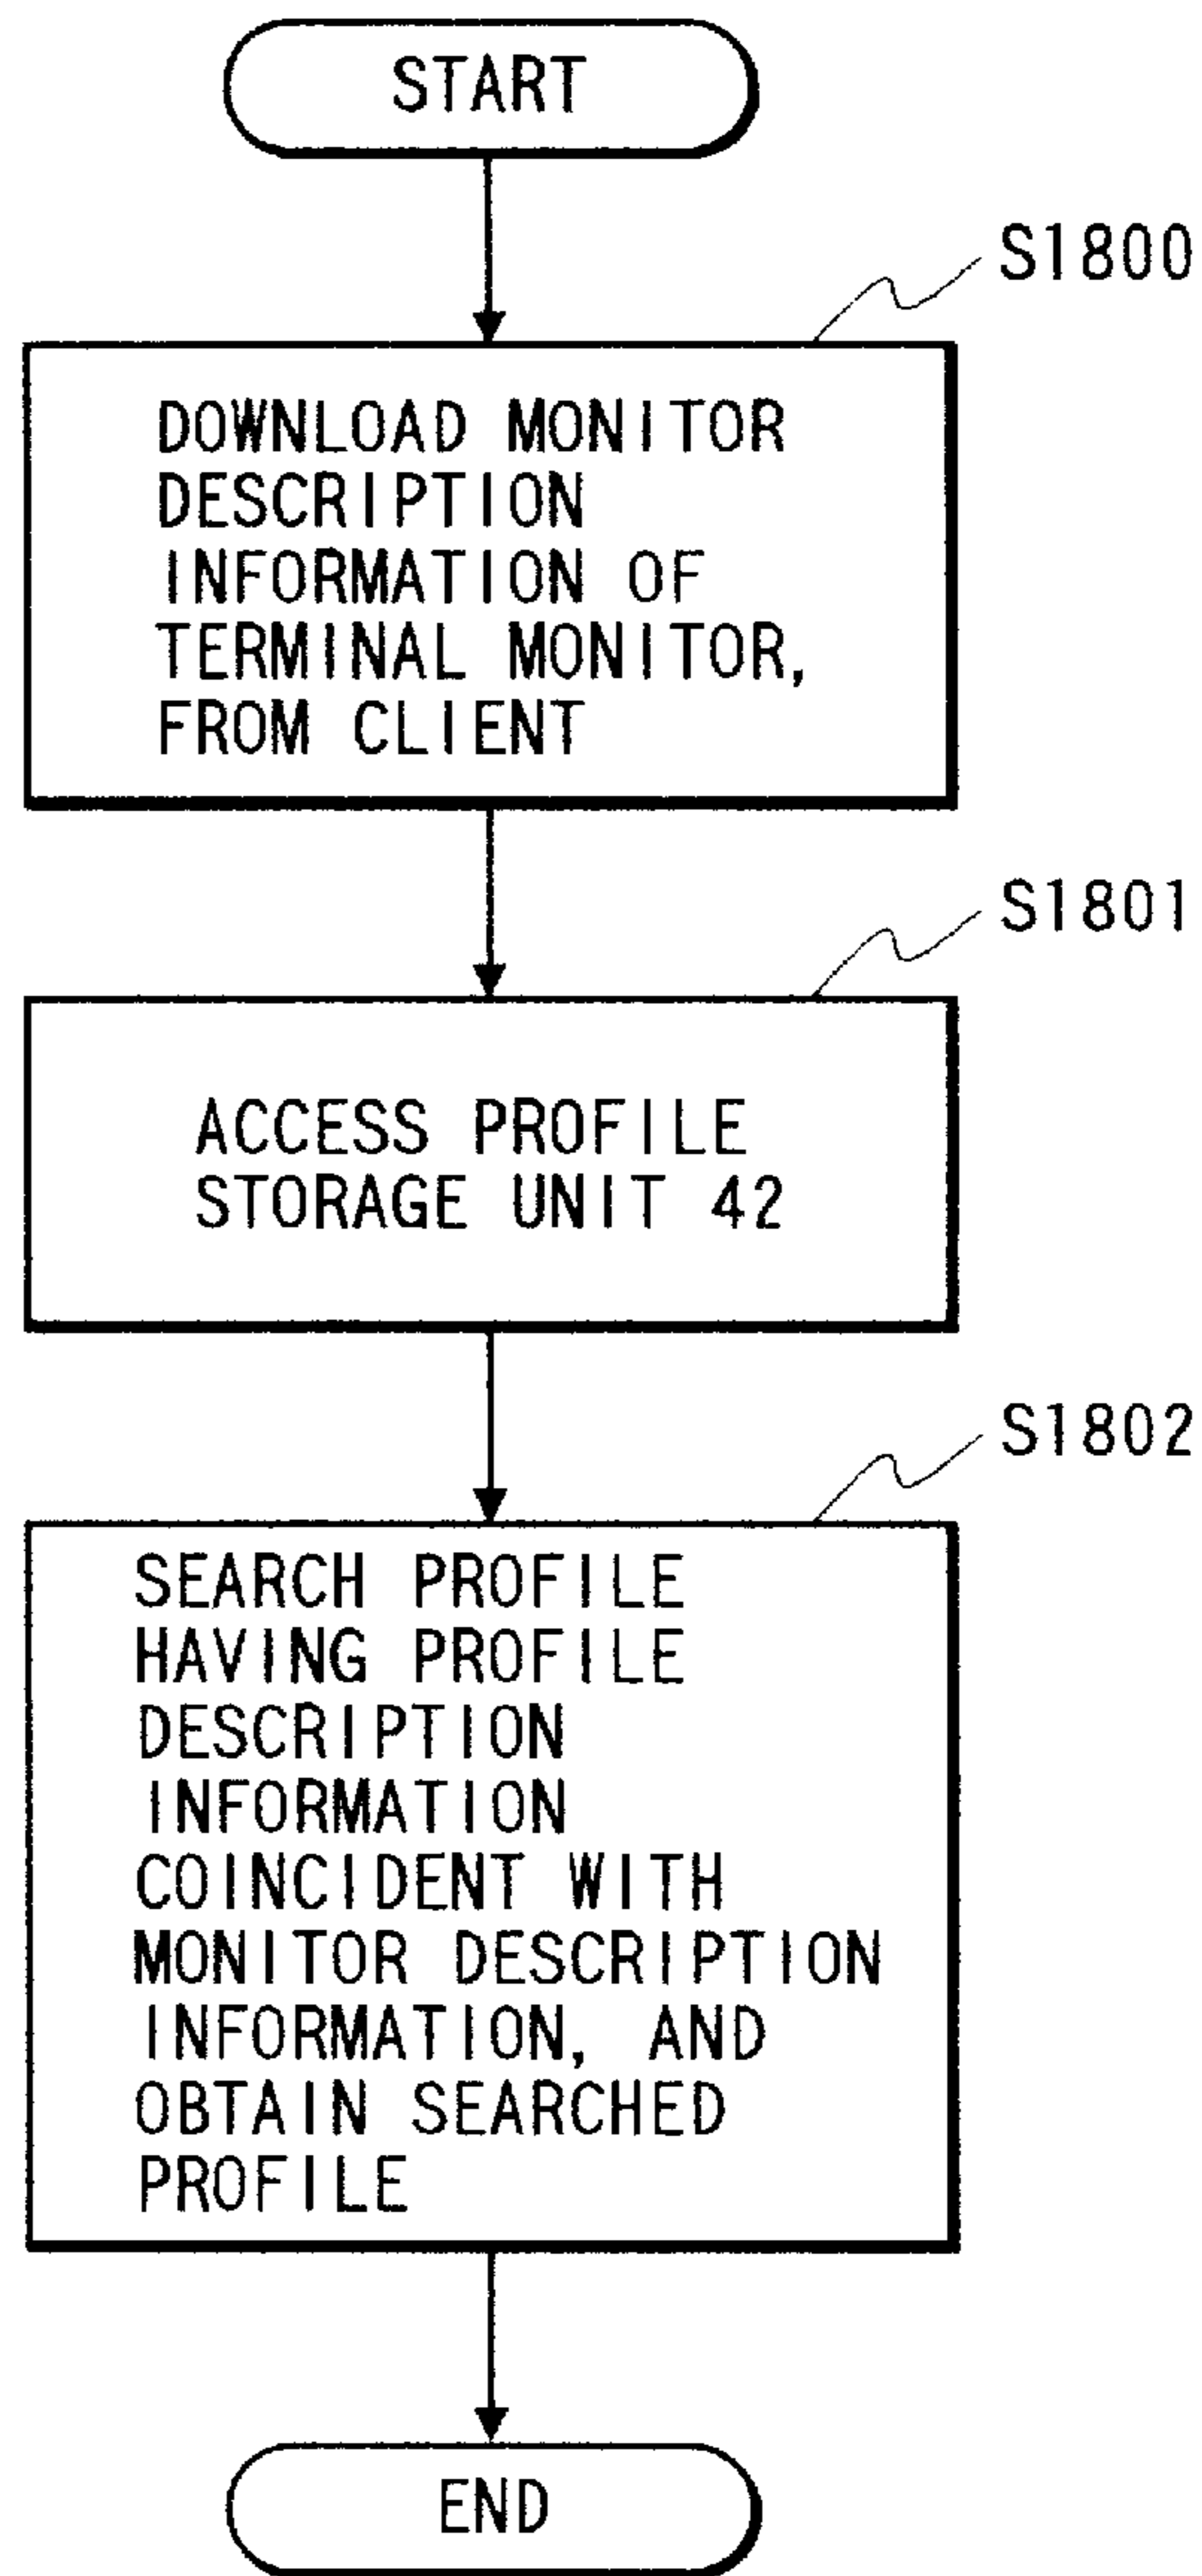 START
S1800
DOWNLOAD MONITOR
DESCRIPTION
INFORMATION OF
TERMINAL MONITOR,
FROM CLIENT
S1801
ACCESS PROFILE
STORAGE UNIT 42
S1802
SEARCH PROFILE
HAVING PROFILE
DESCRIPTION
INFORMATION
COINCIDENT WITH
MONITOR DESCRIPTION
INFORMATION, AND
OBTAIN SEARCHED
PROFILE
END